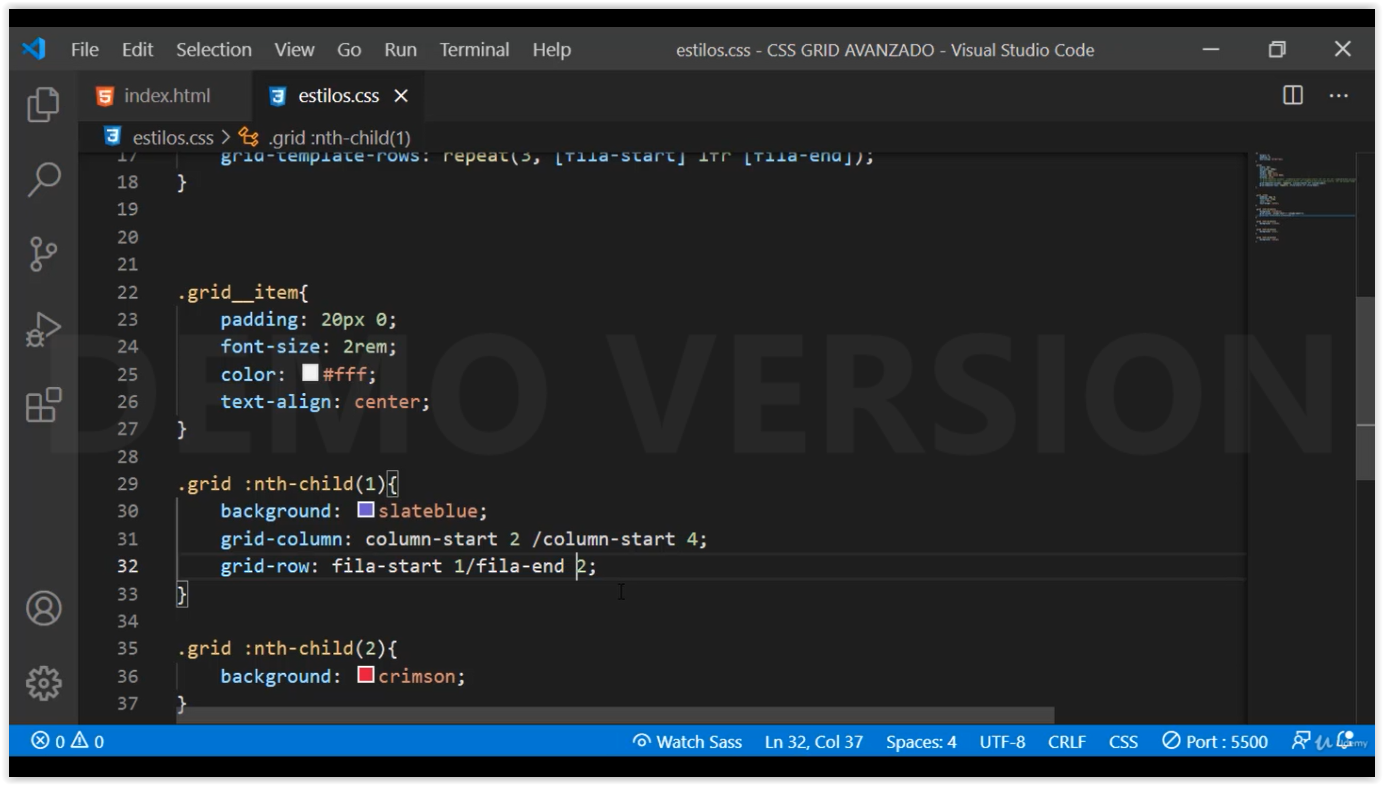 File Edit Selection View Go Run Terminal Help estilos.css - CSS GRID AVANZADO - Visual Studio Code
index.html estilos.css
estilos.css > .grid :nth-child(1)
17 grid-template-rows: repeat(3, [fila-start] 1fr [fila-end]);
18 }
19
20
21
22 .grid__item{
23 padding: 20px 0;
24 font-size: 2rem;
25 color: #fff;
26 text-align: center;
27 }
28
29 .grid :nth-child(1){
30 background: slateblue;
31 grid-column: column-start 2 /column-start 4;
32 grid-row: fila-start 1/fila-end 2;
33 }
34
35 .grid :nth-child(2){
36 background: crimson;
37 }
DEMO VERSION
0 0 Watch Sass Ln 32, Col 37 Spaces: 4 UTF-8 CRLF CSS Port : 5500